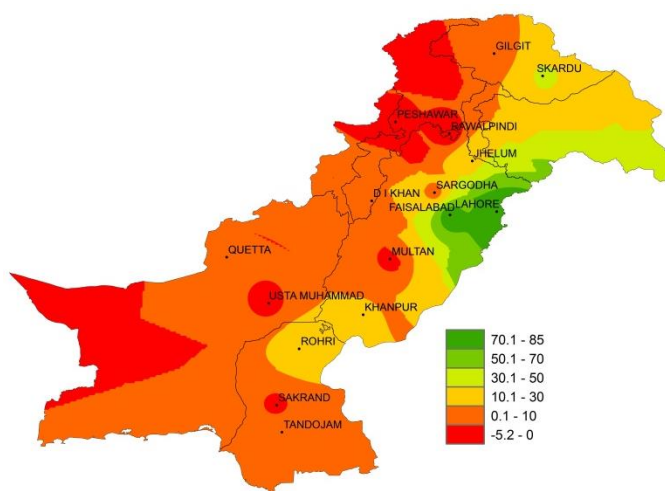 GILGIT
SKARDU
PESHAWAR
RAWALPINDI
JHELUM
D I KHAN
SARGODHA
FAISALABAD
LAHORE
QUETTA
MULTAN
USTA MUHAMMAD
KHANPUR
ROHRI
SAKRAND
TANDOJAM
70.1 - 85
50.1 - 70
30.1 - 50
10.1 - 30
0.1 - 10
-5.2 - 0